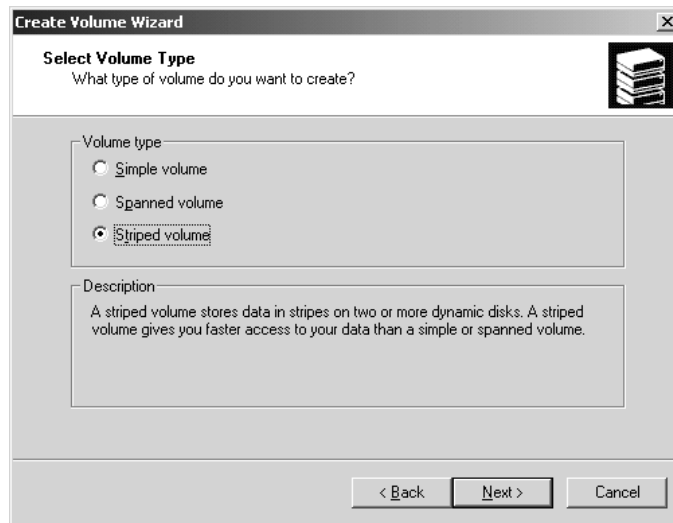 Create Volume Wizard
Select Volume Type
What type of volume do you want to create?
Volume type
Simple volume
Spanned volume
Striped volume
Description
A striped volume stores data in stripes on two or more dynamic disks. A striped
volume gives you faster access to your data than a simple or spanned volume.
< Back
Next >
Cancel